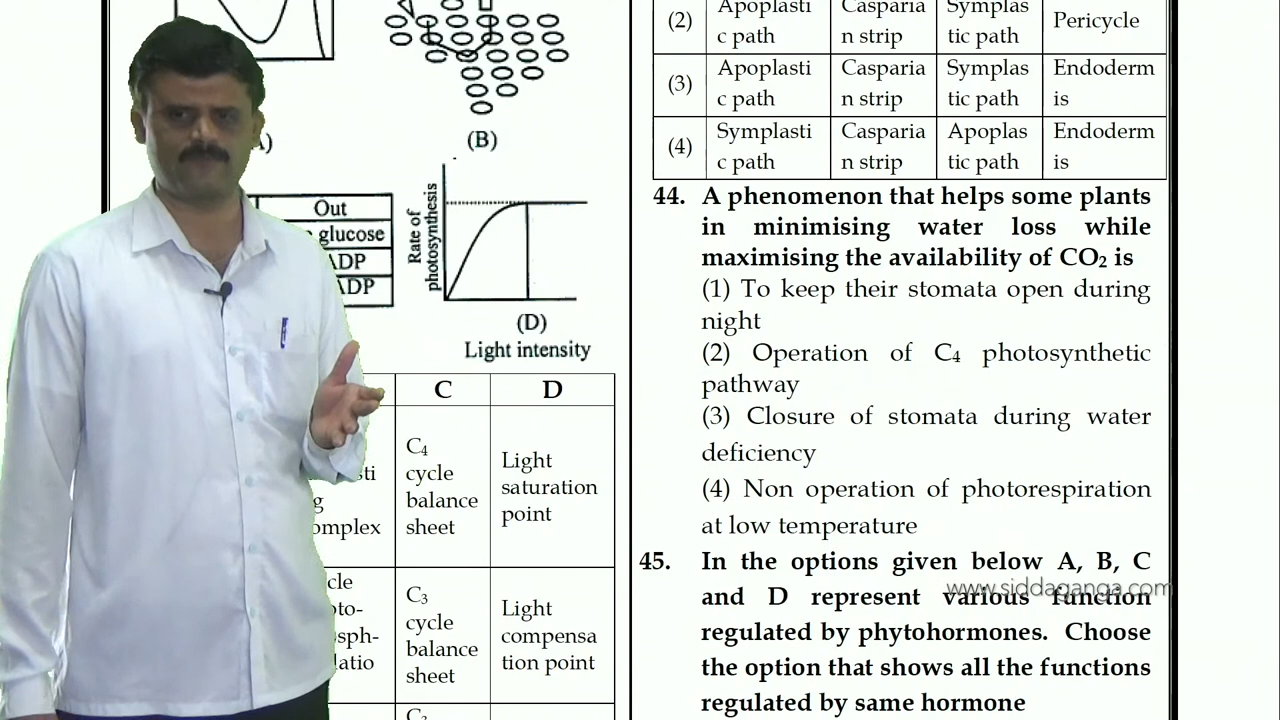 A)
(B)
Out
glucose
ADP
ADP
Rate of
photosynthesis
(D)
Light intensity
C
D
C₄
cycle
balance
sheet
Light
saturation
point
sti
g
omplex
cle
oto-
osph-
latio
C₃
cycle
balance
sheet
Light
compensa
tion point
(2) Apoplasti Casparia Symplas Pericycle
c path n strip tic path
(3) Apoplasti Casparia Symplas Endoderm
c path n strip tic path is
(4) Symplasti Casparia Apoplas Endoderm
c path n strip tic path is
44. A phenomenon that helps some plants
in minimising water loss while
maximising the availability of CO₂ is
(1) To keep their stomata open during
night
(2) Operation of C₄ photosynthetic
pathway
(3) Closure of stomata during water
deficiency
(4) Non operation of photorespiration
at low temperature
45. In the options given below A, B, C
and D represent various function
regulated by phytohormones. Choose
the option that shows all the functions
regulated by same hormone
www.siddaganga.com